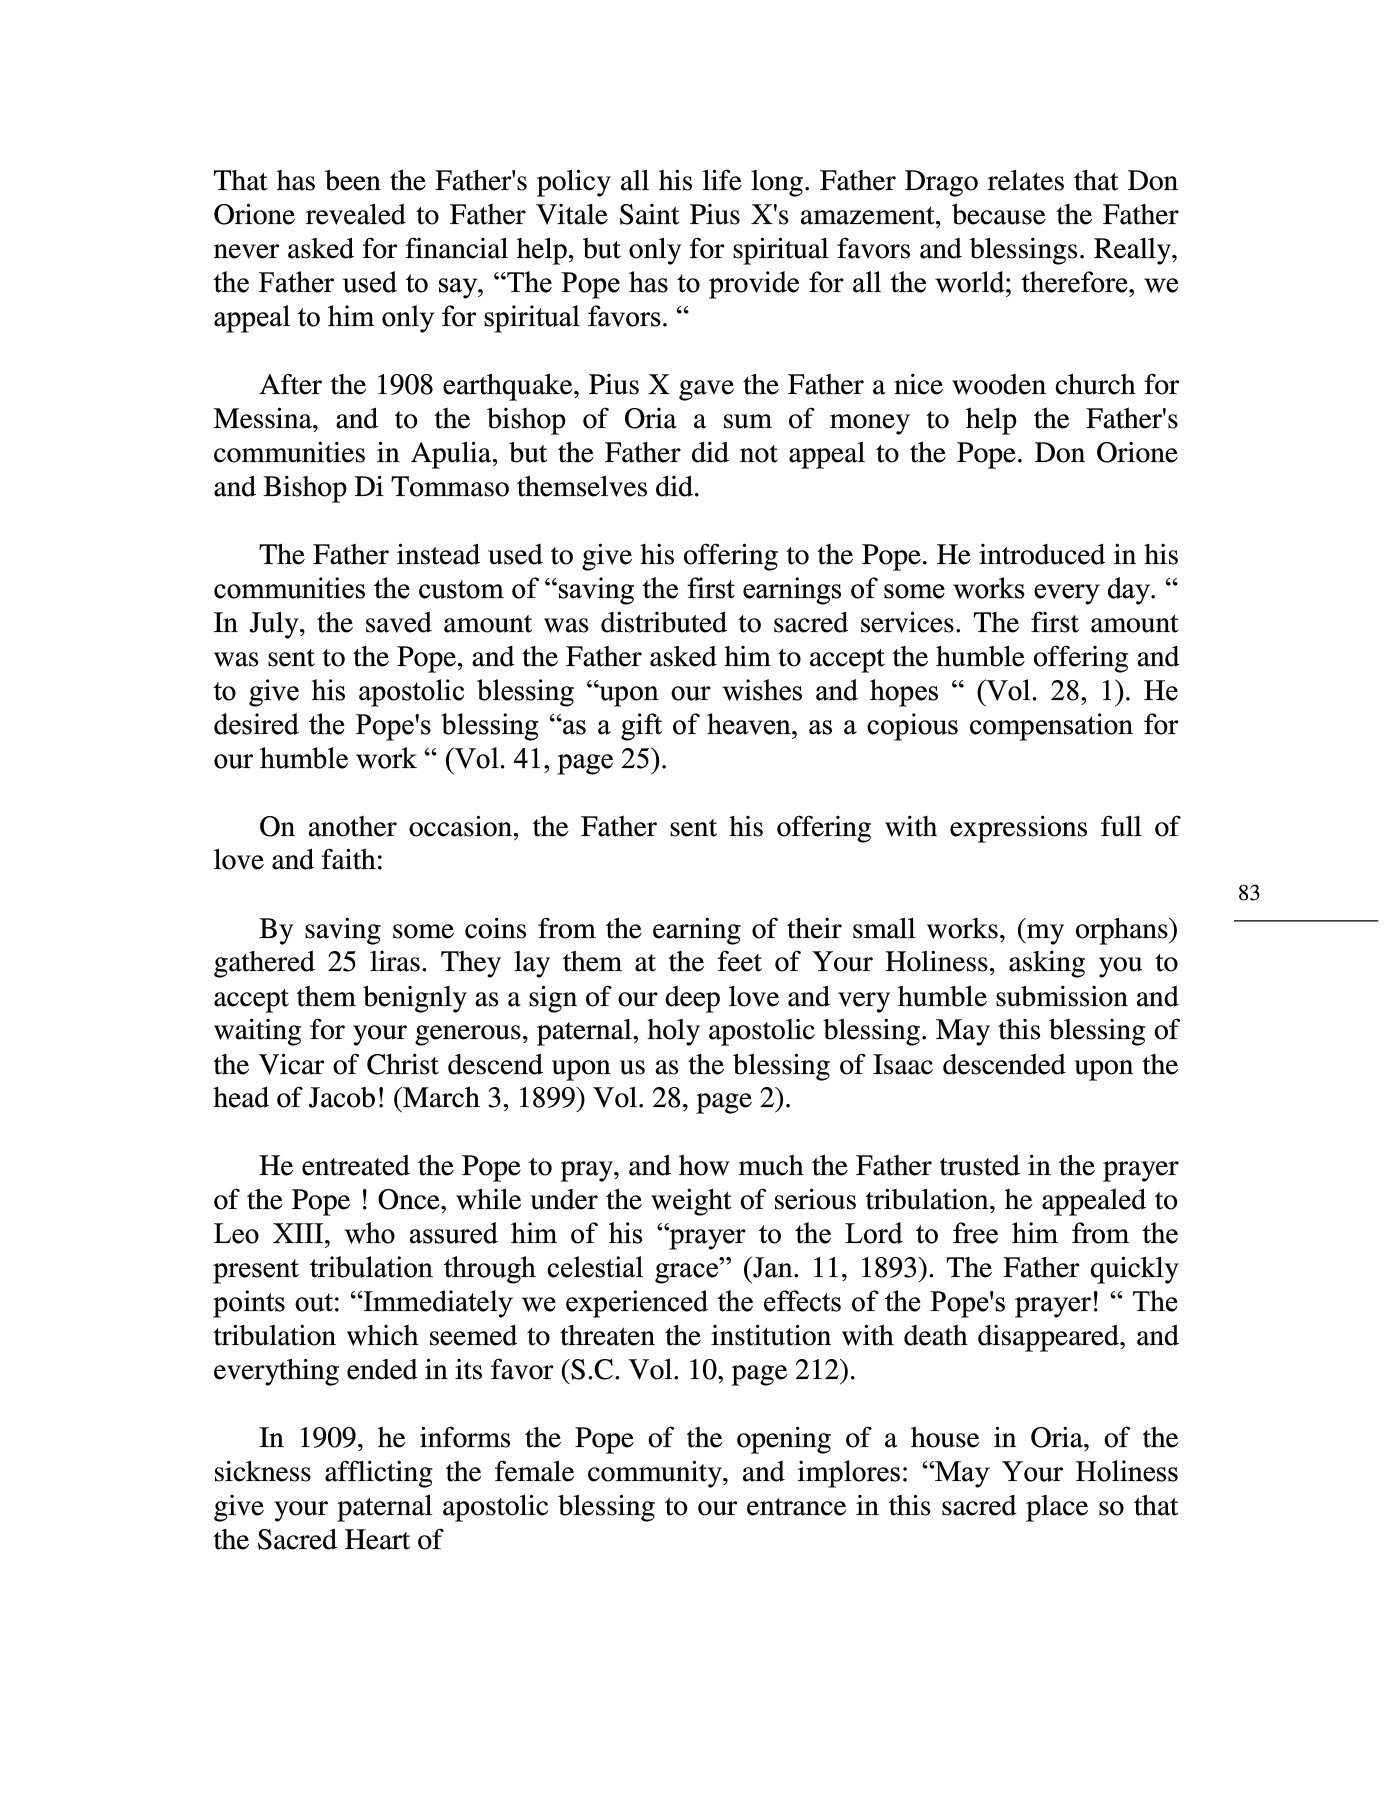 That has been the Father's policy all his life long. Father Drago relates that Don
Orione revealed to Father Vitale Saint Pius X's amazement, because the Father
never asked for financial help, but only for spiritual favors and blessings. Really,
the Father used to say, “The Pope has to provide for all the world; therefore, we
appeal to him only for spiritual favors. “
After the 1908 earthquake, Pius X gave the Father a nice wooden church for
Messina, and to the bishop of Oria a sum of money to help the Father's
communities in Apulia, but the Father did not appeal to the Pope. Don Orione
and Bishop Di Tommaso themselves did.
The Father instead used to give his offering to the Pope. He introduced in his
communities the custom of “saving the first earnings of some works every day. “
In July, the saved amount was distributed to sacred services. The first amount
was sent to the Pope, and the Father asked him to accept the humble offering and
to give his apostolic blessing “upon our wishes and hopes “ (Vol. 28, 1). He
desired the Pope's blessing “as a gift of heaven, as a copious compensation for
our humble work “ (Vol. 41, page 25).
On another occasion, the Father sent his offering with expressions full of
love and faith:
83
By saving some coins from the earning of their small works, (my orphans)
gathered 25 liras. They lay them at the feet of Your Holiness, asking you to
accept them benignly as a sign of our deep love and very humble submission and
waiting for your generous, paternal, holy apostolic blessing. May this blessing of
the Vicar of Christ descend upon us as the blessing of Isaac descended upon the
head of Jacob! (March 3, 1899) Vol. 28, page 2).
He entreated the Pope to pray, and how much the Father trusted in the prayer
of the Pope ! Once, while under the weight of serious tribulation, he appealed to
Leo XIII, who assured him of his “prayer to the Lord to free him from the
present tribulation through celestial grace” (Jan. 11, 1893). The Father quickly
points out: “Immediately we experienced the effects of the Pope's prayer! “ The
tribulation which seemed to threaten the institution with death disappeared, and
everything ended in its favor (S.C. Vol. 10, page 212).
In 1909, he informs the Pope of the opening of a house in Oria, of the
sickness afflicting the female community, and implores: “May Your Holiness
give your paternal apostolic blessing to our entrance in this sacred place so that
the Sacred Heart of